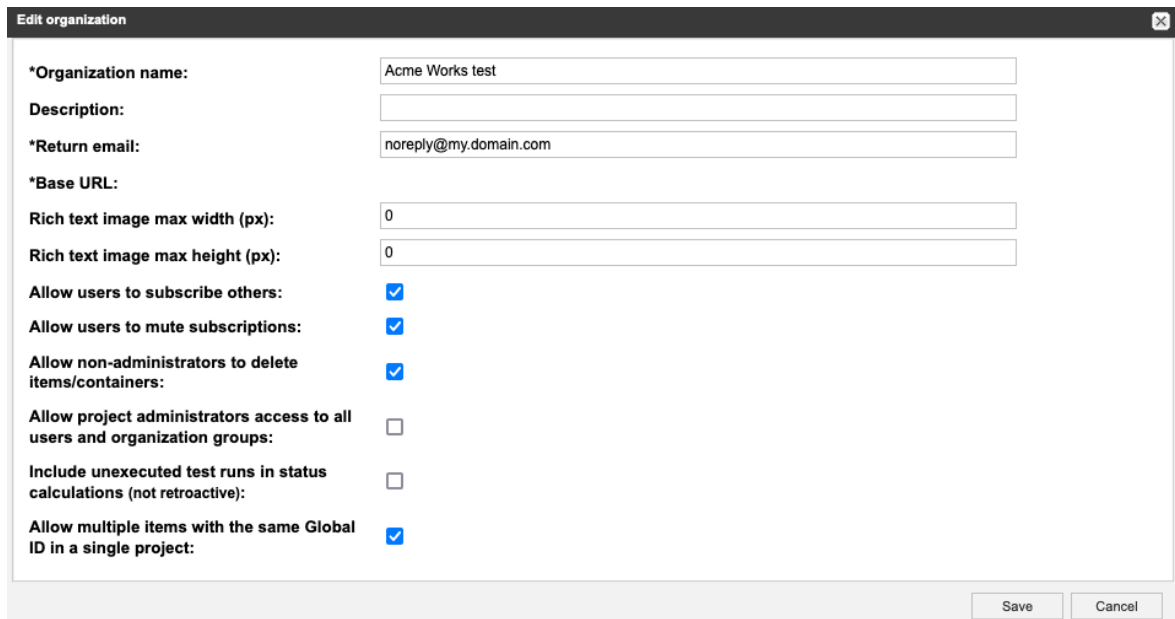 Edit organization
*Organization name:
Acme Works test
Description:
*Return email:
noreply@my.domain.com
*Base URL:
Rich text image max width (px):
0
Rich text image max height (px):
0
Allow users to subscribe others:
Allow users to mute subscriptions:
Allow non-administrators to delete
items/containers:
Allow project administrators access to all
users and organization groups:
Include unexecuted test runs in status
calculations (not retroactive):
Allow multiple items with the same Global
ID in a single project:
Save
Cancel